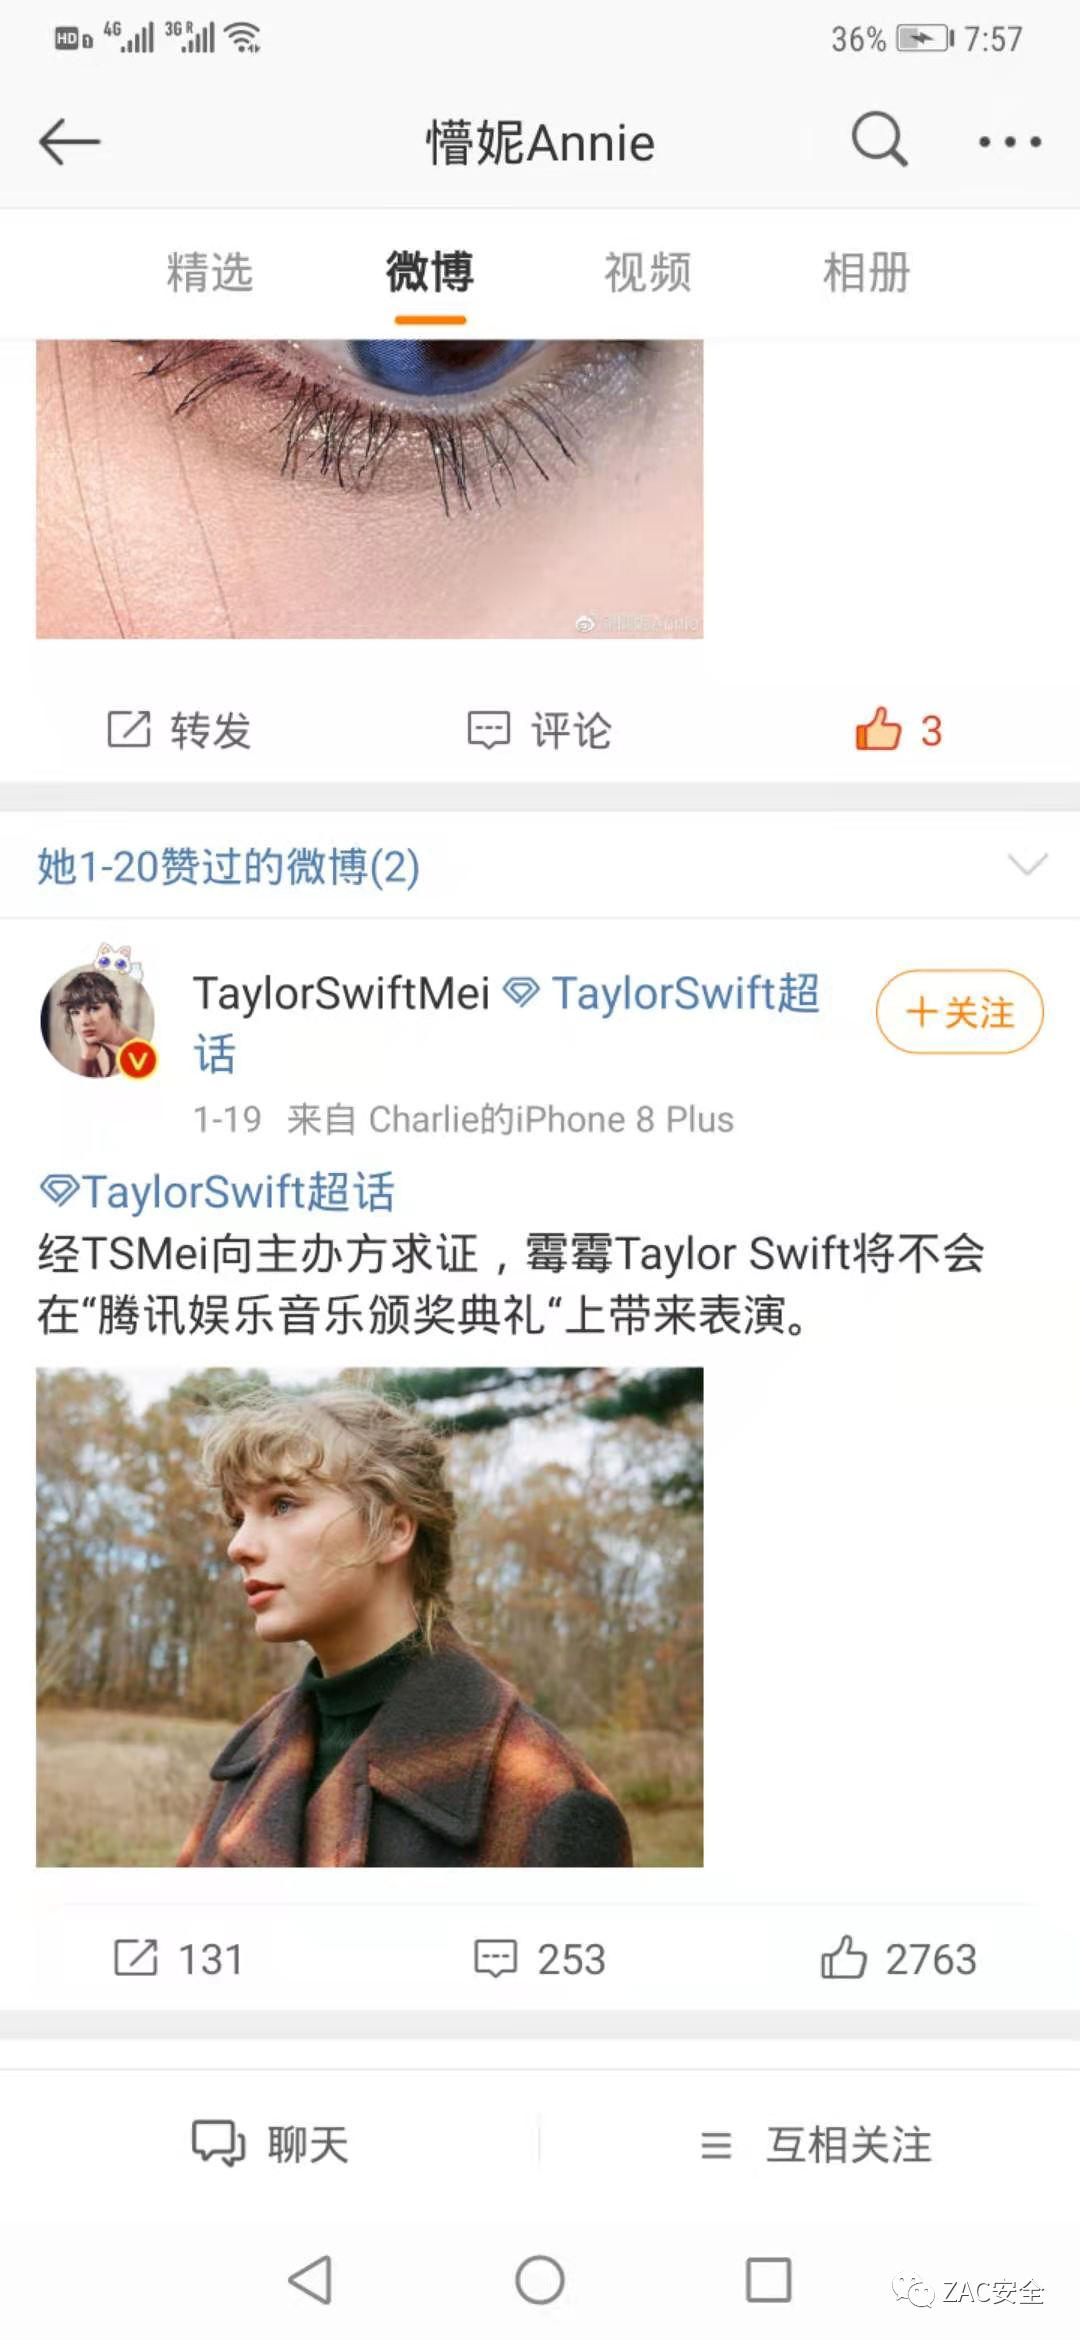 HD 1 4G 3G R 36% 7:57
懵妮Annie
精选 微博 视频 相册
转发 评论 3
她1-20赞过的微博(2)
TaylorSwiftMei TaylorSwift超
话
+关注
1-19 来自 Charlie的iPhone 8 Plus
TaylorSwift超话
经TSMei向主办方求证，霉霉Taylor Swift将不会
在“腾讯娱乐音乐颁奖典礼“上带来表演。
131 253 2763
聊天 互相关注
ZAC安全